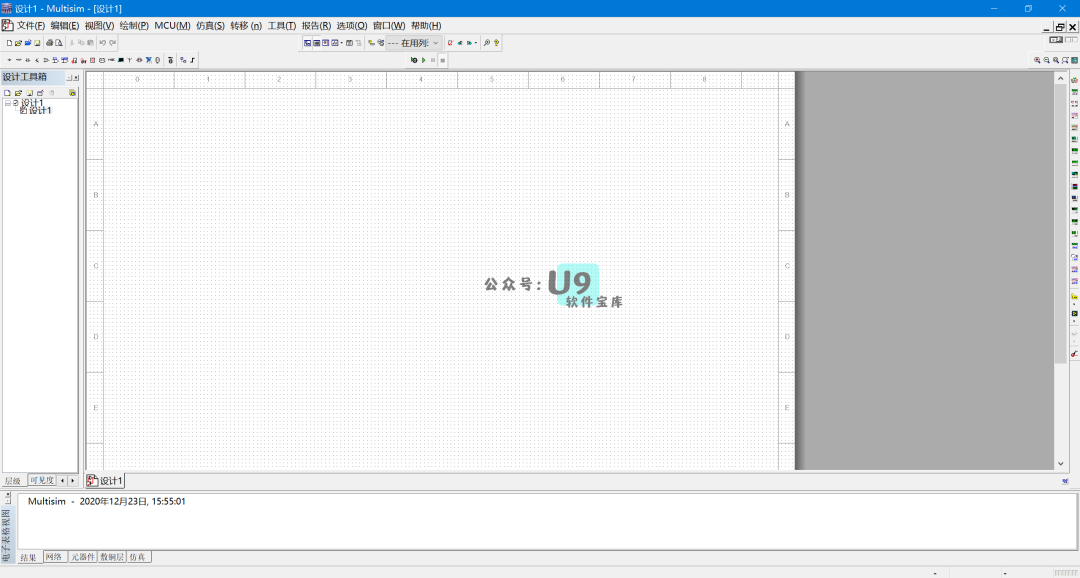 设计1 - Multisim - [设计1]
文件(F) 编辑(E) 视图(V) 绘制(P) MCU(M) 仿真(S) 转移 (n) 工具(T) 报告(R) 选项(O) 窗口(W) 帮助(H)
--- 在用列:
设计工具箱
设计1
设计1
0 1 2 3 4 5 6 7 8
A A
B B
C C
D D
E E
公众号: U9
软件宝库
层级 可见度
设计1
Multisim - 2020年12月23日, 15:55:01
电子表格视图
结果 网络 元器件 敷铜层 仿真